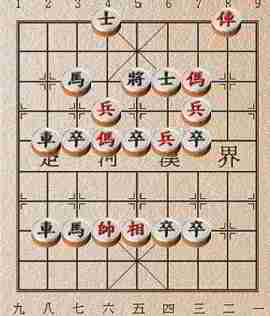 1 2 3 4 5 6 7 8 9
士 俥
馬 將 士 傌
兵 兵
車 卒 傌 卒 兵 卒
河 漢 界
車 馬 帥 相 卒 卒
九 八 七 六 五 四 三 二 一